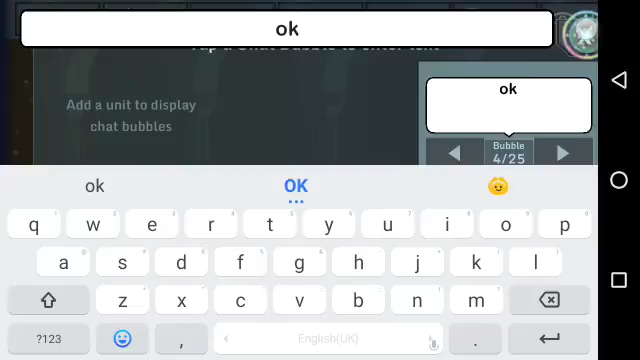 ok
Tap a Chat Bubble to enter text
ok
Add a unit to display
chat bubbles
Bubble
4/25
ok OK
q w e r t y u i o p
a s d f g h j k l
z x c v b n m
?123 , English(UK) .